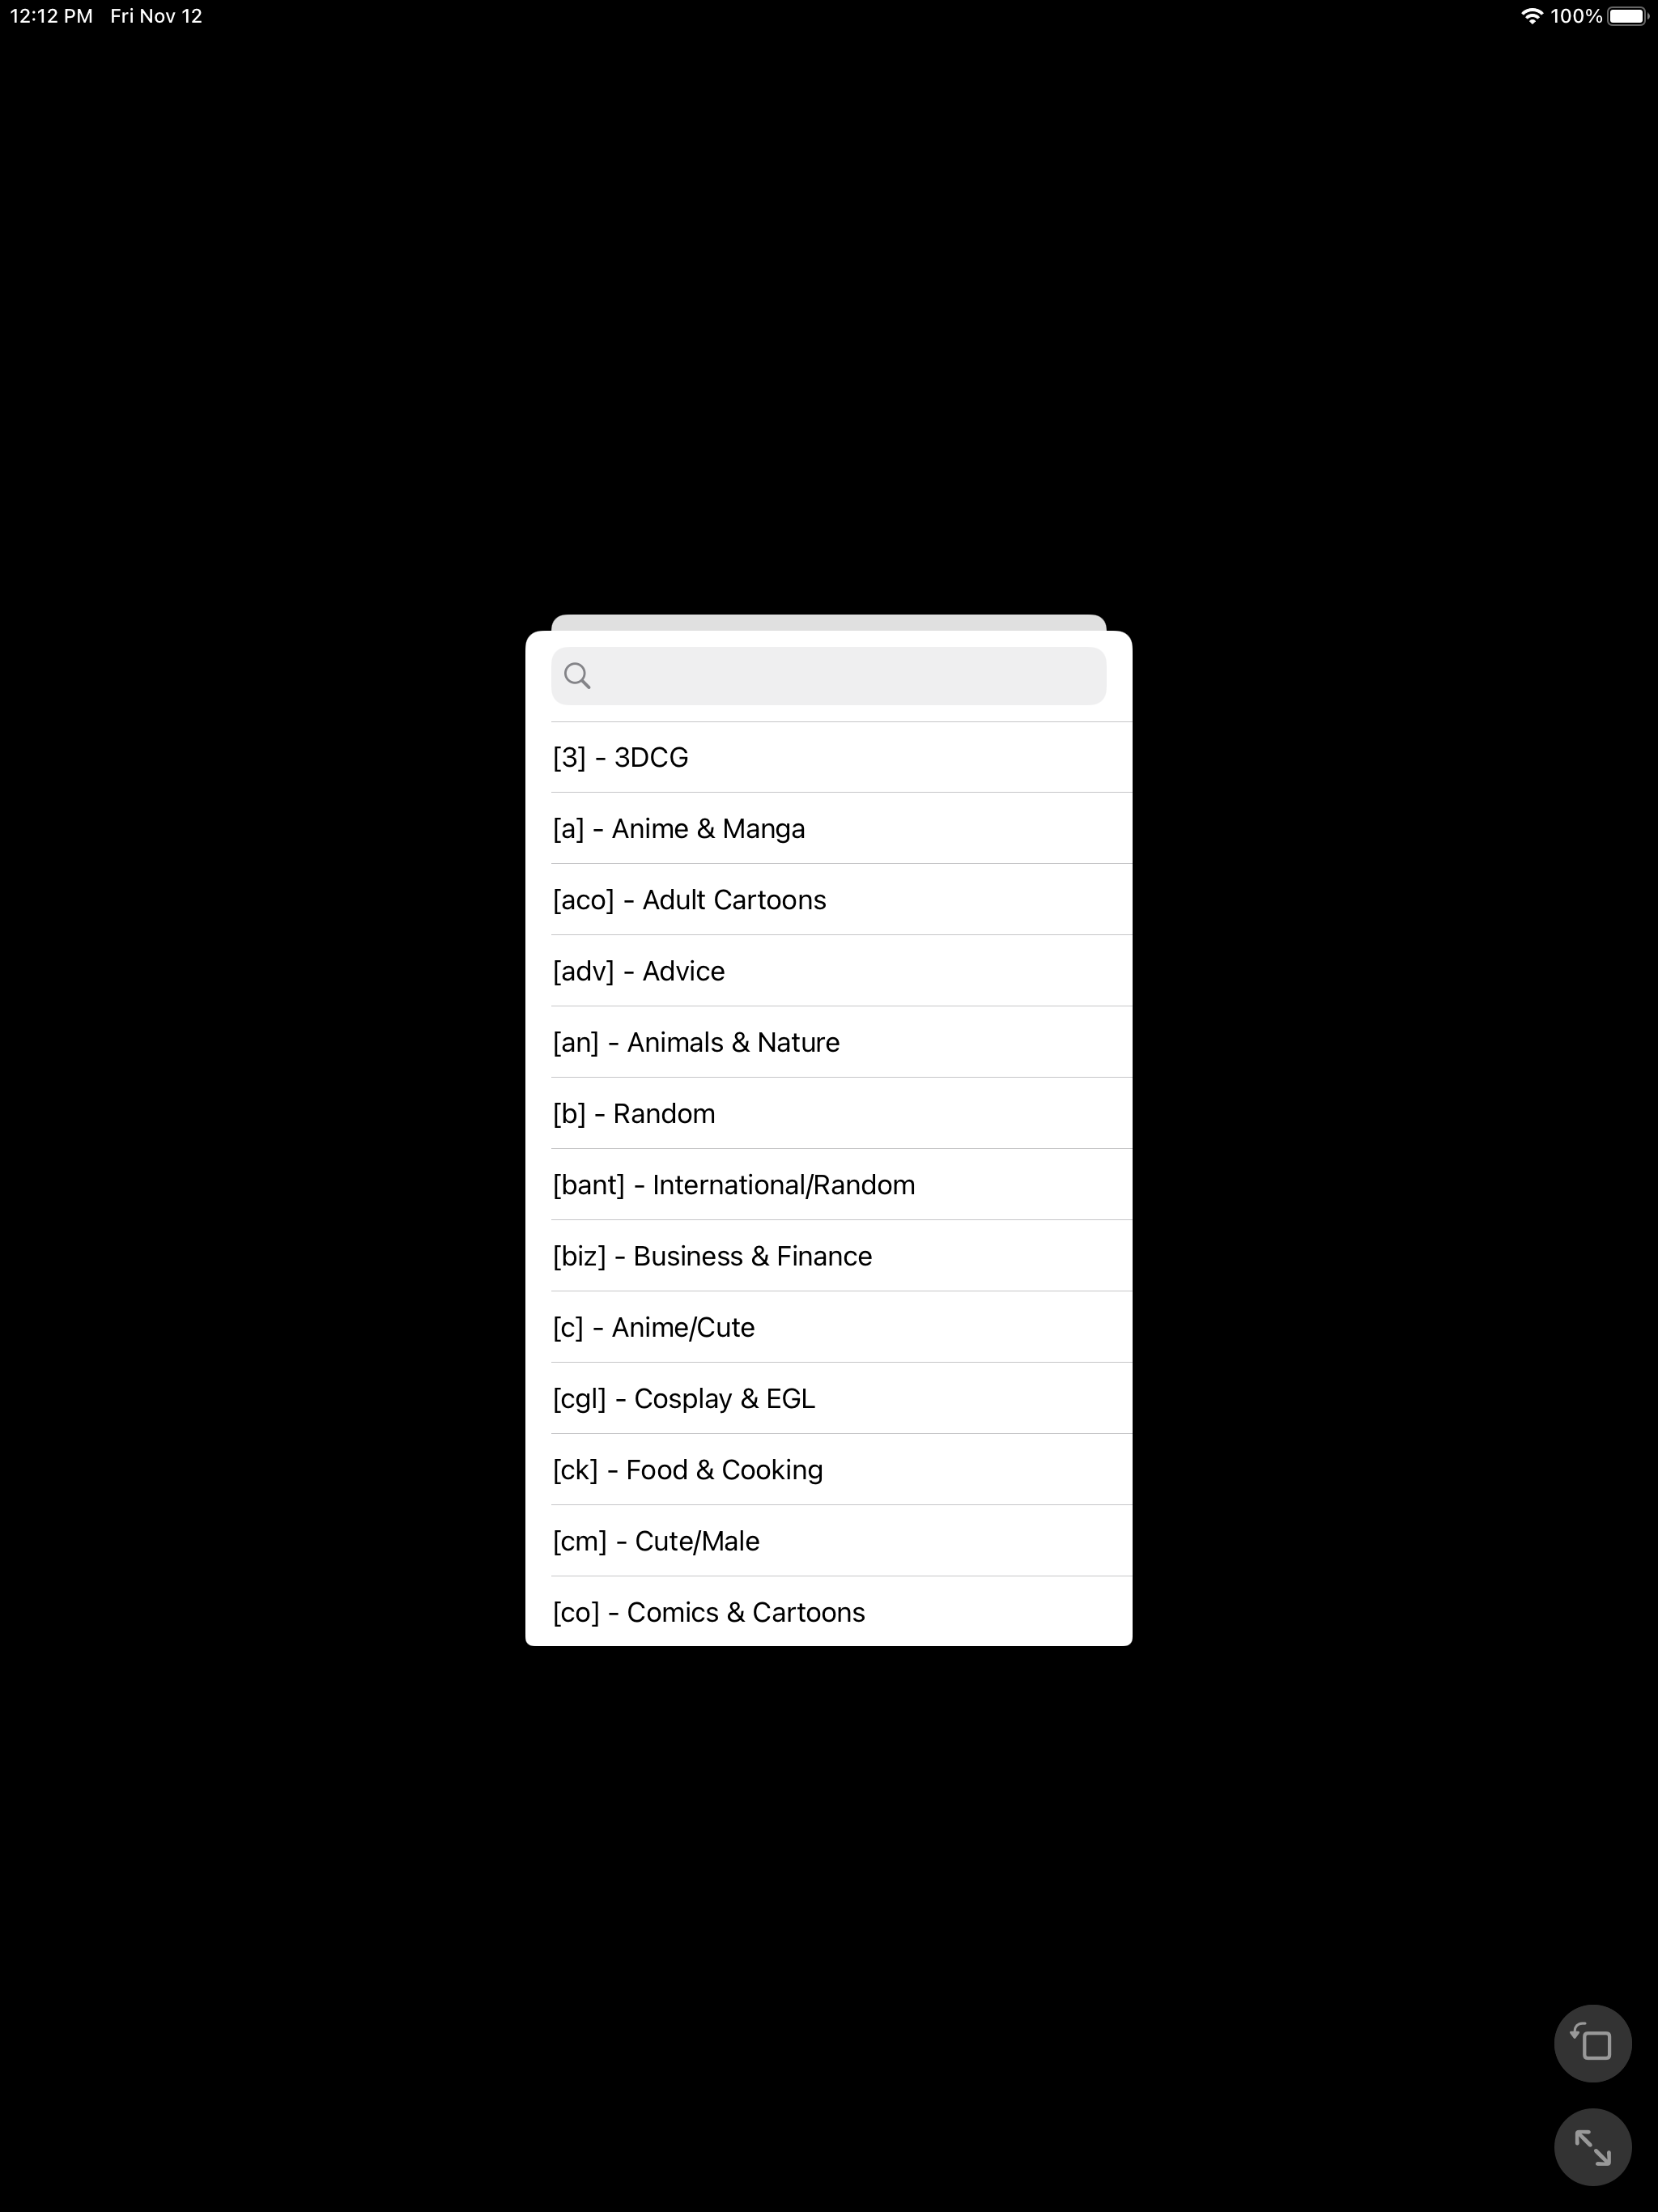 12:12 PM Fri Nov 12 100%
[3] - 3DCG
[a] - Anime & Manga
[aco] - Adult Cartoons
[adv] - Advice
[an] - Animals & Nature
[b] - Random
[bant] - International/Random
[biz] - Business & Finance
[c] - Anime/Cute
[cgl] - Cosplay & EGL
[ck] - Food & Cooking
[cm] - Cute/Male
[co] - Comics & Cartoons